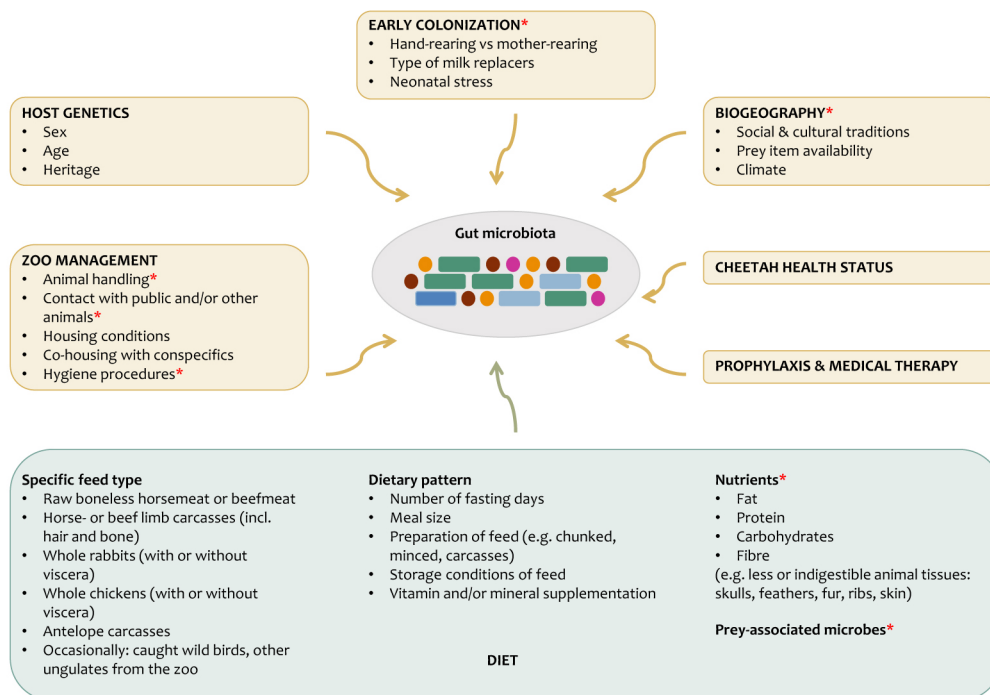 EARLY COLONIZATION*
• Hand-rearing vs mother-rearing
• Type of milk replacers
• Neonatal stress
HOST GENETICS
• Sex
• Age
• Heritage
BIOGEOGRAPHY*
• Social & cultural traditions
• Prey item availability
• Climate
Gut microbiota
ZOO MANAGEMENT
• Animal handling*
• Contact with public and/or other
animals*
• Housing conditions
• Co-housing with conspecifics
• Hygiene procedures*
CHEETAH HEALTH STATUS
PROPHYLAXIS & MEDICAL THERAPY
Specific feed type
• Raw boneless horsemeat or beefmeat
• Horse- or beef limb carcasses (incl.
hair and bone)
• Whole rabbits (with or without
viscera)
• Whole chickens (with or without
viscera)
• Antelope carcasses
• Occasionally: caught wild birds, other
ungulates from the zoo
Dietary pattern
• Number of fasting days
• Meal size
• Preparation of feed (e.g. chunked,
minced, carcasses)
• Storage conditions of feed
• Vitamin and/or mineral supplementation
Nutrients*
• Fat
• Protein
• Carbohydrates
• Fibre
(e.g. less or indigestible animal tissues:
skulls, feathers, fur, ribs, skin)
Prey-associated microbes*
DIET